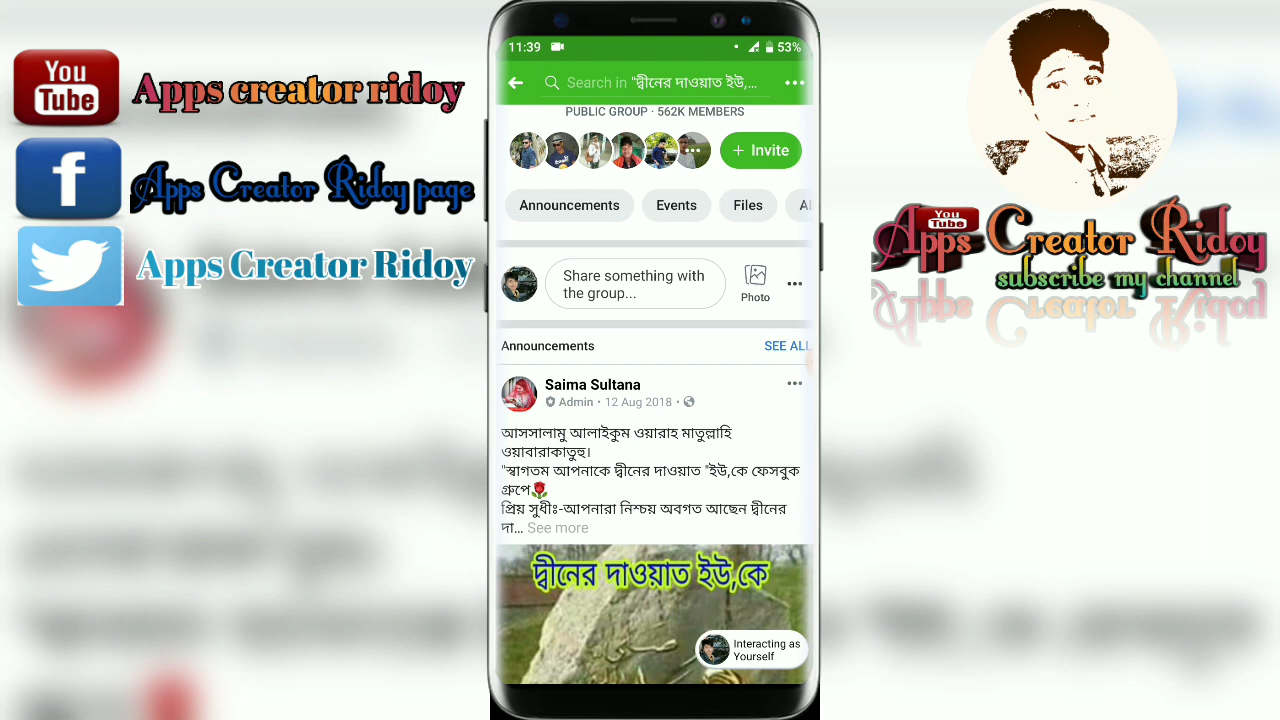 You
Tube
Apps creator ridoy
f
Apps Creator Ridoy page
Apps Creator Ridoy
11:39
53%
Search in "দ্বীনের দাওয়াত ইউ,...
PUBLIC GROUP · 562K MEMBERS
+ Invite
Announcements
Events
Files
Al
Share something with
the group...
Photo
Announcements
SEE ALL
Saima Sultana
Admin • 12 Aug 2018 •
আসসালামু আলাইকুম ওয়ারাহ মাতুল্লাহি
ওয়াবারাকাতুহু।
"স্বাগতম আপনাকে দ্বীনের দাওয়াত "ইউ,কে ফেসবুক
গ্রুপে🌹
প্রিয় সুধীঃ-আপনারা নিশ্চয় অবগত আছেন দ্বীনের
দা... See more
দ্বীনের দাওয়াত ইউ,কে
Interacting as
Yourself
You
Tube
Apps Creator Ridoy
subscribe my channel